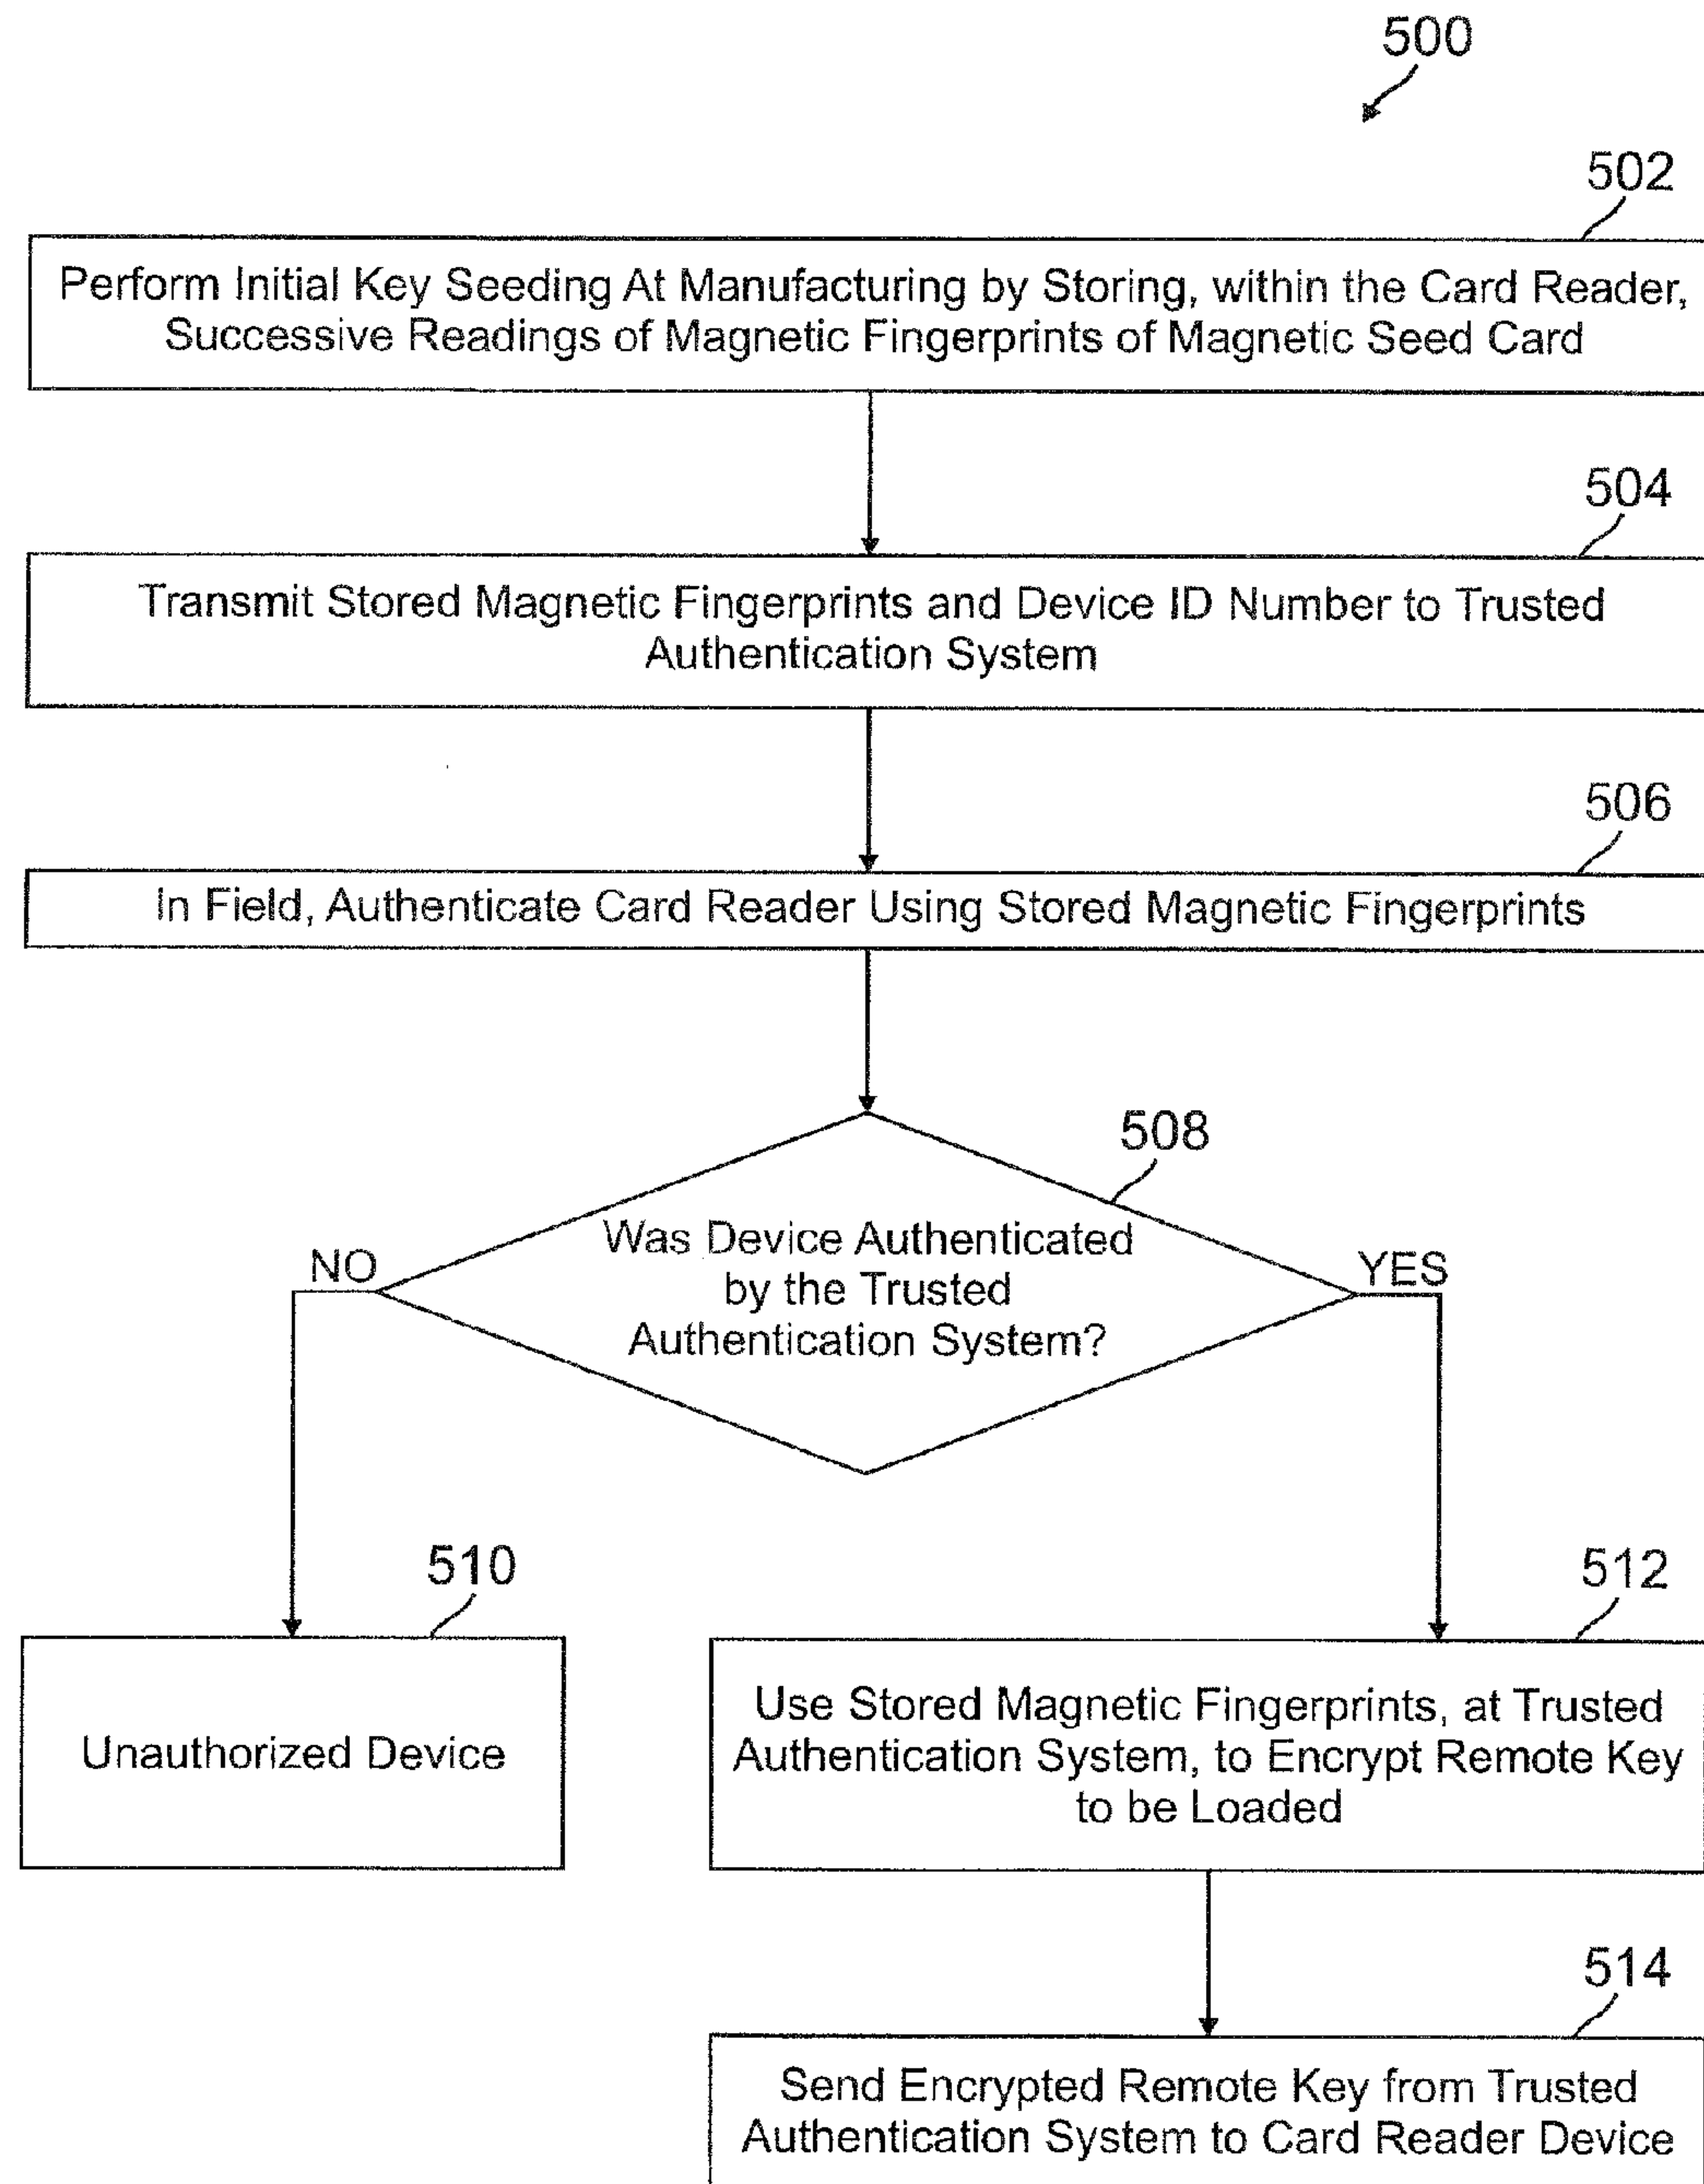 500
502
Perform Initial Key Seeding At Manufacturing by Storing, within the Card Reader,
Successive Readings of Magnetic Fingerprints of Magnetic Seed Card
504
Transmit Stored Magnetic Fingerprints and Device ID Number to Trusted
Authentication System
506
In Field, Authenticate Card Reader Using Stored Magnetic Fingerprints
508
Was Device Authenticated
by the Trusted
Authentication System?
NO
YES
510
Unauthorized Device
512
Use Stored Magnetic Fingerprints, at Trusted
Authentication System, to Encrypt Remote Key
to be Loaded
514
Send Encrypted Remote Key from Trusted
Authentication System to Card Reader Device